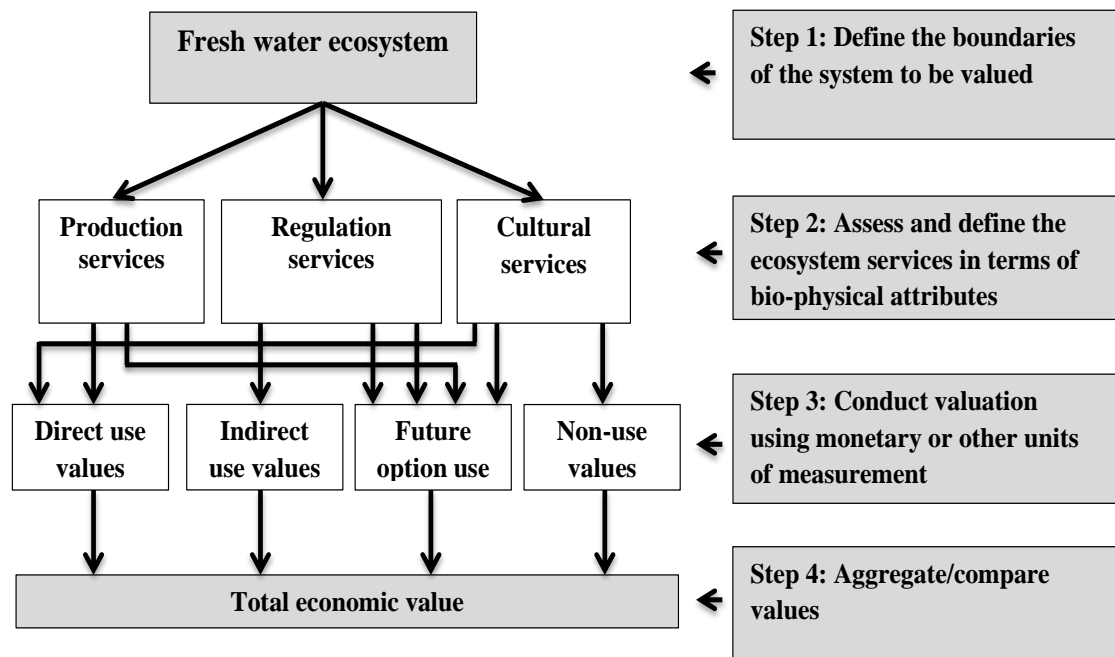 Fresh water ecosystem
Step 1: Define the boundaries
of the system to be valued
Production
services
Regulation
services
Cultural
services
Step 2: Assess and define the
ecosystem services in terms of
bio-physical attributes
Direct use
values
Indirect
use values
Future
option use
Non-use
values
Step 3: Conduct valuation
using monetary or other units
of measurement
Total economic value
Step 4: Aggregate/compare
values